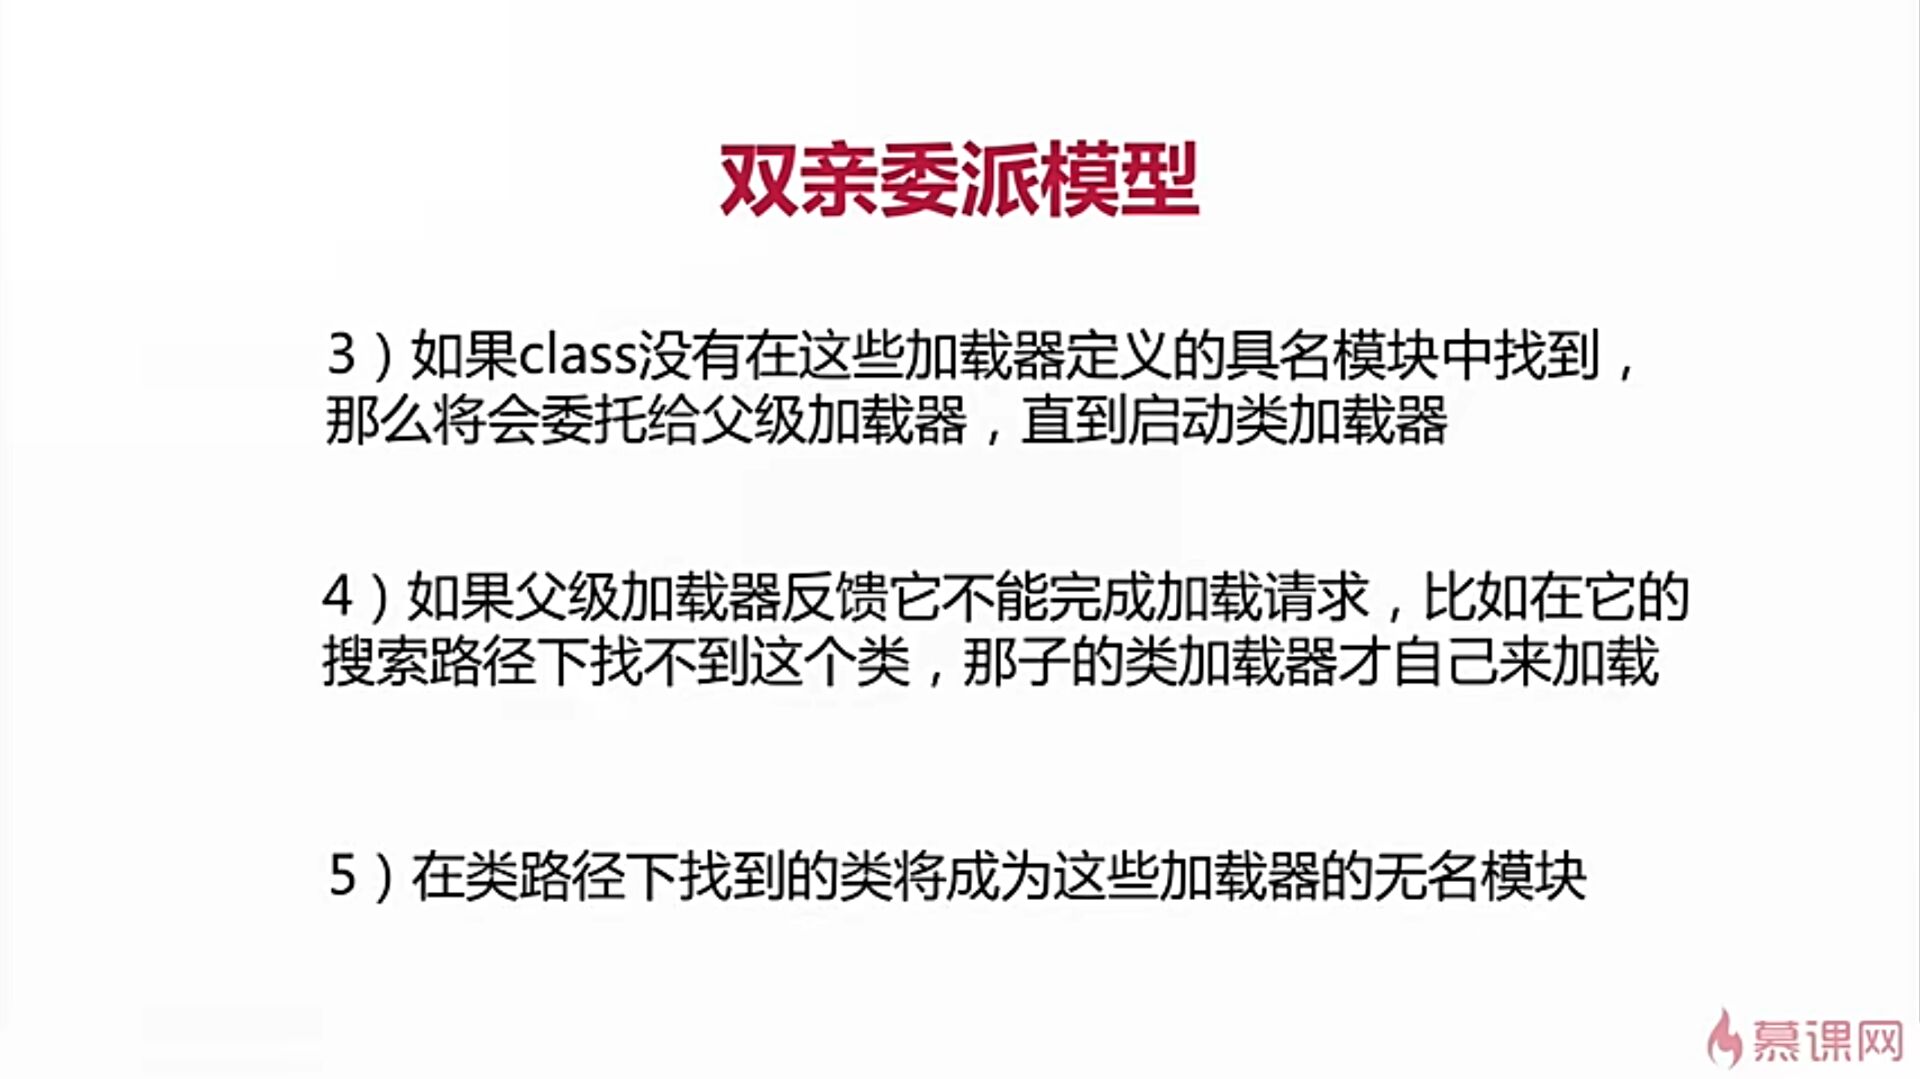 双亲委派模型
3）如果class没有在这些加载器定义的具名模块中找到，
那么将会委托给父级加载器，直到启动类加载器
4）如果父级加载器反馈它不能完成加载请求，比如在它的
搜索路径下找不到这个类，那子的类加载器才自己来加载
5）在类路径下找到的类将成为这些加载器的无名模块
慕课网